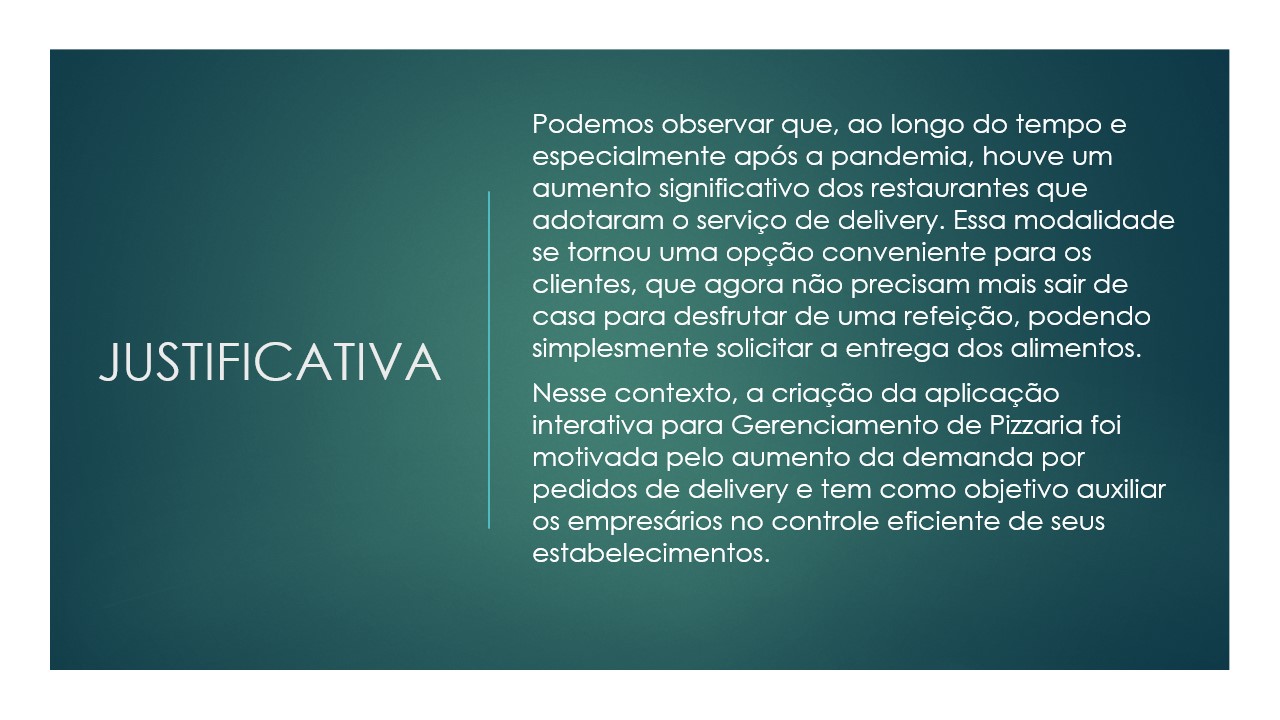 JUSTIFICATIVA
Podemos observar que, ao longo do tempo e
especialmente após a pandemia, houve um
aumento significativo dos restaurantes que
adotaram o serviço de delivery. Essa modalidade
se tornou uma opção conveniente para os
clientes, que agora não precisam mais sair de
casa para desfrutar de uma refeição, podendo
simplesmente solicitar a entrega dos alimentos.
Nesse contexto, a criação da aplicação
interativa para Gerenciamento de Pizzaria foi
motivada pelo aumento da demanda por
pedidos de delivery e tem como objetivo auxiliar
os empresários no controle eficiente de seus
estabelecimentos.